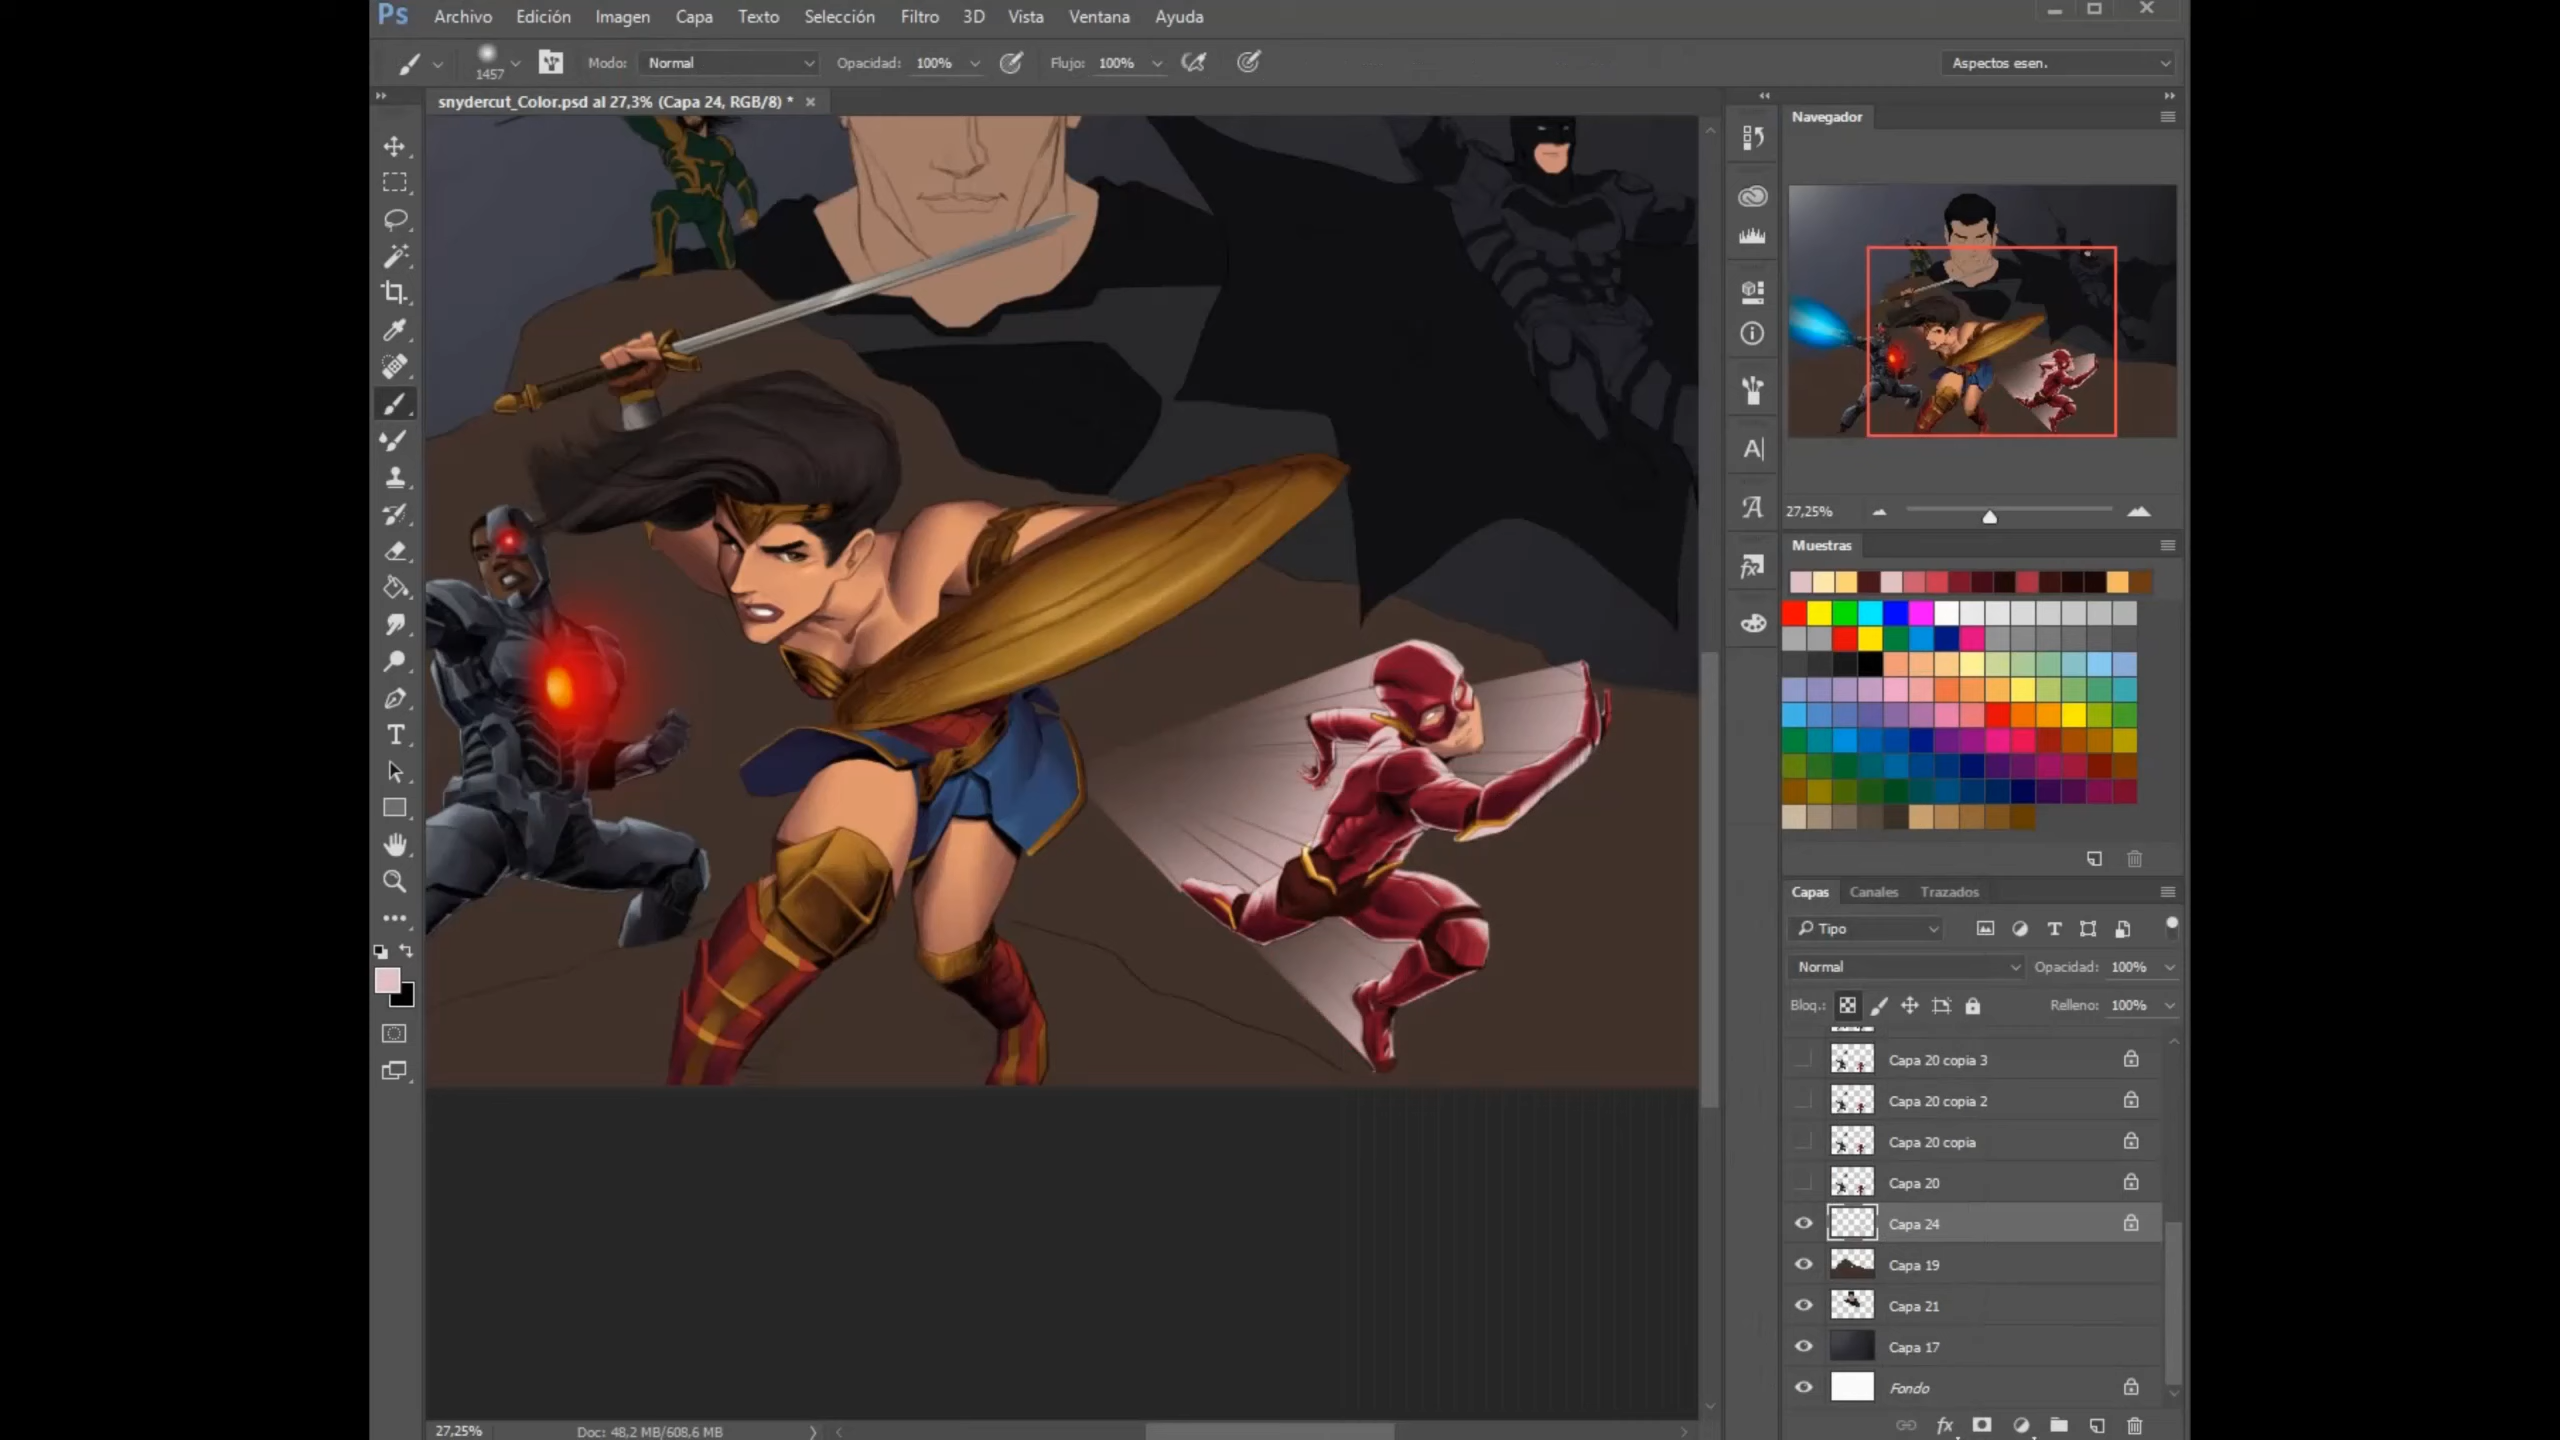 Ps Archivo Edición Imagen Capa Texto Selección Filtro 3D Vista Ventana Ayuda
1457 Modo: Normal Opacidad: 100% Flujo: 100% Aspectos esen.
snydercut_Color.psd al 27,3% (Capa 24, RGB/8) *
Navegador
27,25%
Muestras
Capas Canales Trazados
Tipo
Normal Opacidad: 100%
Bloq.: Relleno: 100%
Capa 20 copia 3
Capa 20 copia 2
Capa 20 copia
Capa 20
Capa 24
Capa 19
Capa 21
Capa 17
Fondo
fx
27,25% Doc: 48,2 MB/608,6 MB